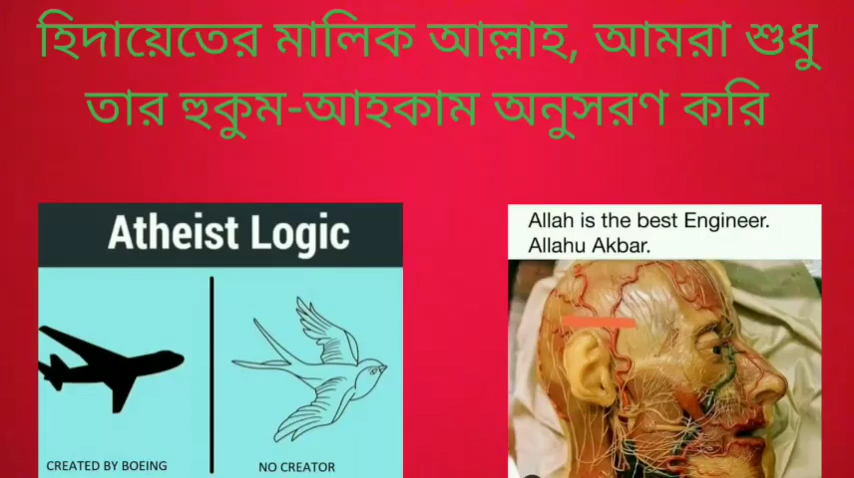 হিদায়েতের মালিক আল্লাহ, আমরা শুধু
তার হুকুম-আহকাম অনুসরণ করি
Atheist Logic
CREATED BY BOEING
NO CREATOR
Allah is the best Engineer.
Allahu Akbar.